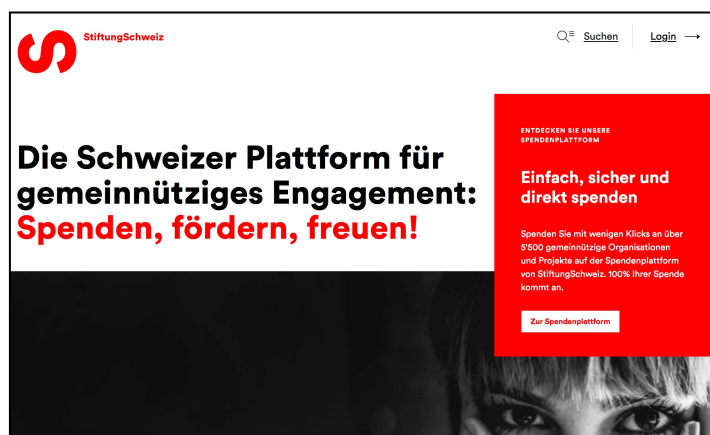 StiftungSchweiz
Suchen
Login
Die Schweizer Plattform für
gemeinnütziges Engagement:
Spenden, fördern, freuen!
ENTDECKEN SIE UNSERE
SPENDENPLATTFORM
Einfach, sicher und
direkt spenden
Spenden Sie mit wenigen Klicks an über
5'500 gemeinnützige Organisationen
und Projekte auf der Spendenplattform
von StiftungSchweiz. 100% Ihrer Spende
kommt an.
Zur Spendenplattform